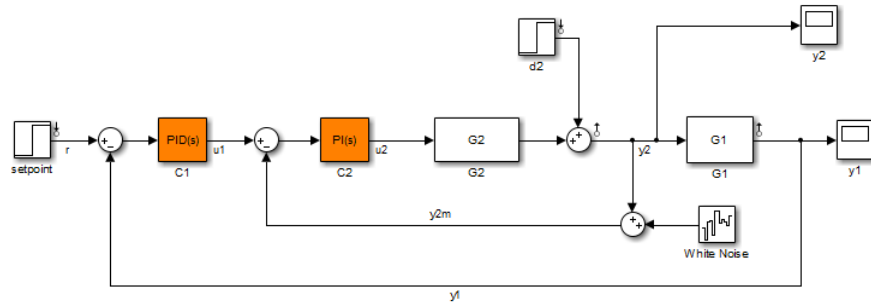 d2
y2
setpoint
r
PID(s)
C1
u1
PI(s)
C2
u2
G2
G2
y2
G1
G1
y1
y2m
White Noise
y1